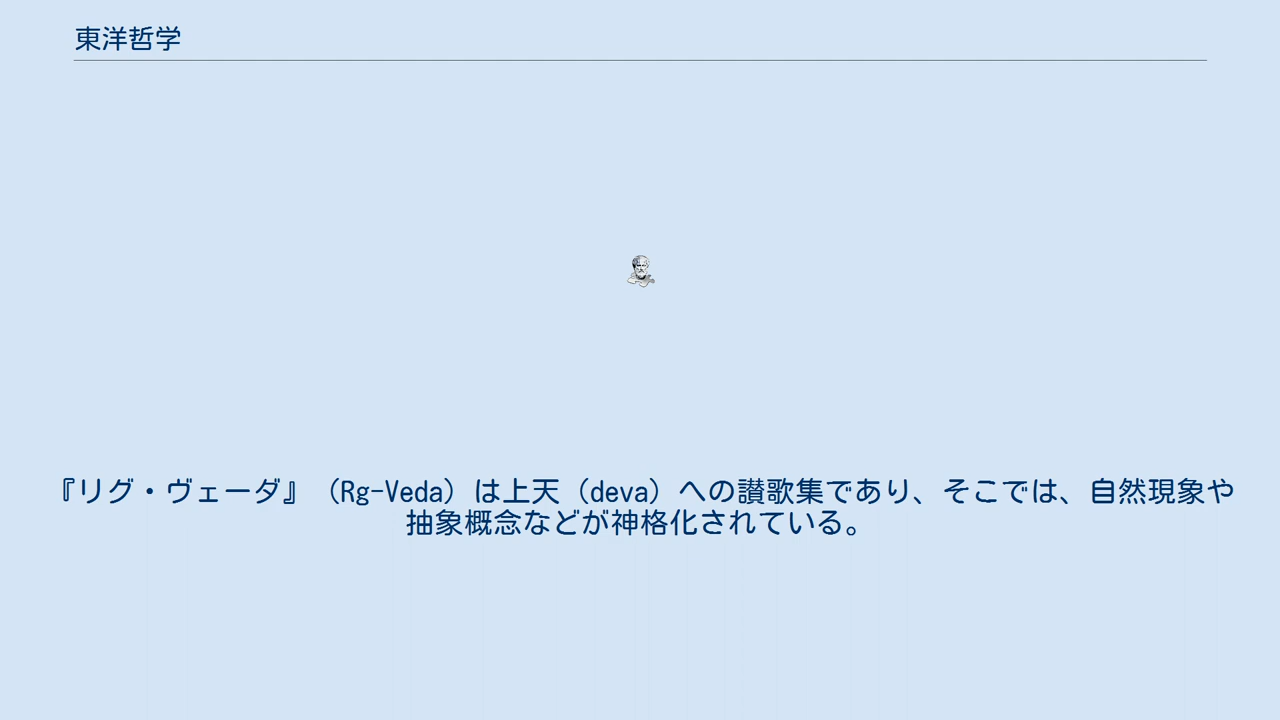 東洋哲学
『リグ・ヴェーダ』（Rg-Veda）は上天（deva）への讃歌集であり、そこでは、自然現象や
抽象概念などが神格化されている。